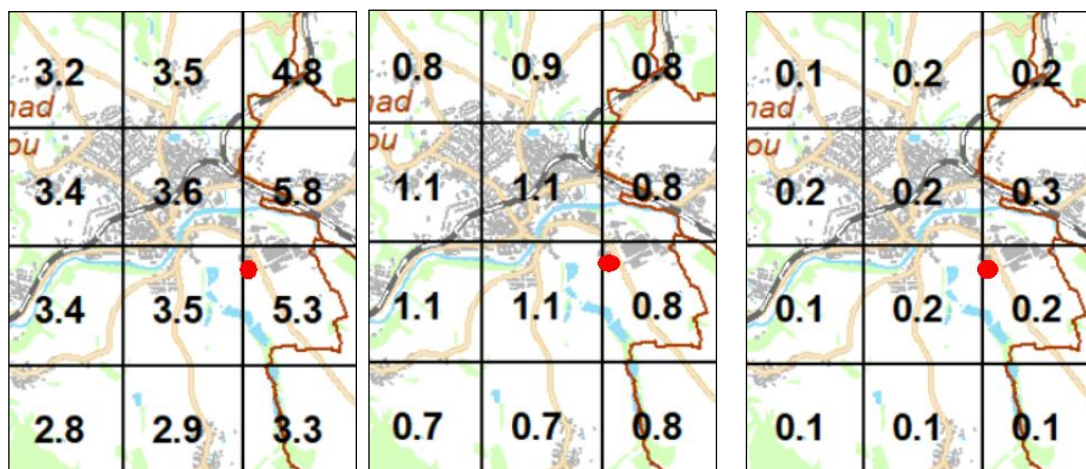 3.2 3.5 4.8
nad
ou
3.4 3.6 5.8
3.4 3.5 5.3
2.8 2.9 3.3
0.8 0.9 0.8
nad
ou
1.1 1.1 0.8
1.1 1.1 0.8
0.7 0.7 0.8
0.1 0.2 0.2
nad
ou
0.2 0.2 0.3
0.1 0.2 0.2
0.1 0.1 0.1